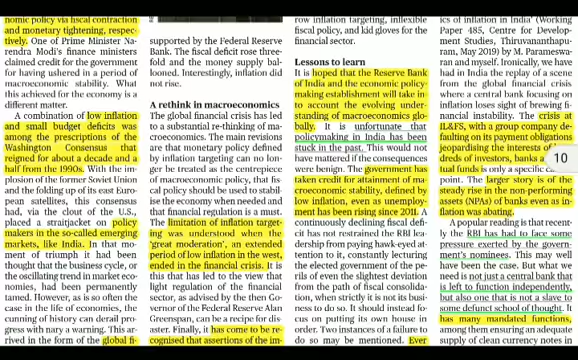 nomic policy via fiscal contraction
and monetary tightening, respec-
tively. One of Prime Minister Na-
rendra Modi's finance ministers
claimed credit for the government
for having ushered in a period of
macroeconomic stability. What
this achieved for the economy is a
different matter.
A combination of low inflation
and small budget deficits was
among the prescriptions of the
Washington Consensus that
reigned for about a decade and a
half from the 1990s. With the im-
plosion of the former Soviet Union
and the folding up of its east Euro-
pean satellites, this consensus
had, via the clout of the U.S.,
placed a straitjacket on policy
makers in the so-called emerging
markets, like India. In that mo-
ment of triumph it had been
thought that the business cycle, or
the oscillating trend in market eco-
nomies, had been permanently
tamed. However, as is so often the
case in the life of economies, the
cunning of history can derail pro-
gress with nary a warning. This ar-
rived in the form of the global fi-
supported by the Federal Reserve
Bank. The fiscal deficit rose three-
fold and the money supply bal-
looned. Interestingly, inflation did
not rise.
A rethink in macroeconomics
The global financial crisis has led
to a substantial re-thinking of ma-
croeconomics. The main revisions
are that monetary policy defined
by inflation targeting can no lon-
ger be treated as the centrepiece
of macroeconomic policy, that fis-
cal policy should be used to stabil-
ise the economy when needed and
that financial regulation is a must.
The limitation of inflation target-
ing was understood when the
'great moderation', an extended
period of low inflation in the west,
ended in the financial crisis. It is
this that has led to the view that
light regulation of the financial
sector, as advised by the then Go-
vernor of the Federal Reserve Alan
Greenspan, can be a recipe for dis-
aster. Finally, it has come to be re-
cognised that assertions of the im-
row inflation targeting, inflexible
fiscal policy, and kid gloves for the
financial sector.
Lessons to learn
It is hoped that the Reserve Bank
of India and the economic policy-
making establishment will take in-
to account the evolving under-
standing of macroeconomics glo-
bally. It is unfortunate that
policymaking in India has been
stuck in the past. This would not
have mattered if the consequences
were benign. The government has
taken credit for attainment of ma-
croeconomic stability, defined by
low inflation, even as unemploy-
ment has been rising since 2011. A
continuously declining fiscal defi-
cit has not restrained the RBI lea-
dership from paying hawk-eyed at-
tention to it, constantly lecturing
the elected government of the pe-
rils of even the slightest deviation
from the path of fiscal consolida-
tion, when strictly it is not its busi-
ness to do so. It should instead fo-
cus on putting its own house in
order. Two instances of a failure to
do so may be mentioned. Ever
ics of inflation in India' (Working
Paper 485, Centre for Develop-
ment Studies, Thiruvananthapu-
ram, May 2019) by M. Parameswa-
ran and myself. Ironically, we have
had in India the replay of a scene
from the global financial crisis
where a central bank focusing on
inflation loses sight of brewing fi-
nancial instability. The crisis at
IL&FS, with a group company de-
faulting on its payment obligations
jeopardising the interests of
dreds of investors, banks a
tual funds is only a specific
point. The larger story is of the
steady rise in the non-performing
assets (NPAs) of banks even as in-
flation was abating.
A popular reading is that recent-
ly the RBI has had to face some
pressure exerted by the govern-
ment's nominees. This may well
have been the case. But what we
need is not just a central bank that
is left to function independently,
but also one that is not a slave to
some defunct school of thought. It
has many mandated functions,
among them ensuring an adequate
supply of clean currency notes in
10